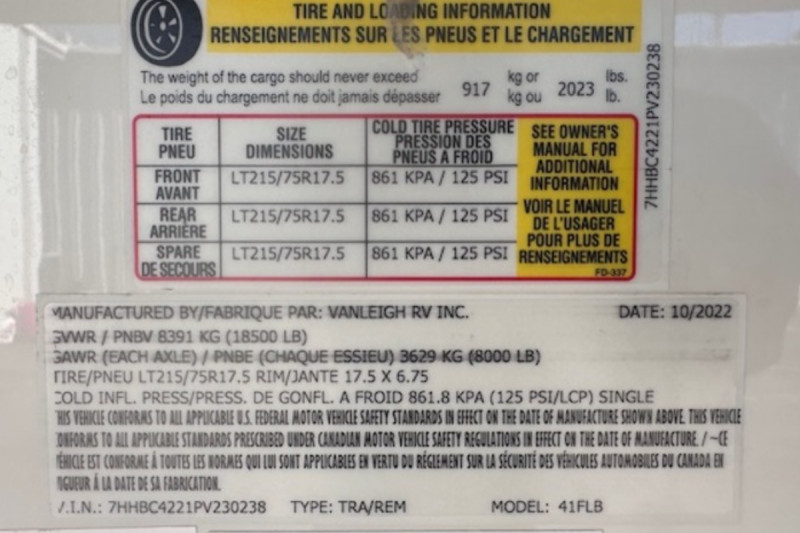 TIRE AND LOADING INFORMATION
RENSEIGNEMENTS SUR LES PNEUS ET LE CHARGEMENT
The weight of the cargo should never exceed 917 kg or 2023 lbs.
Le poids du chargement ne doit jamais dépasser kg ou lb.
TIRE PNEU
SIZE DIMENSIONS
COLD TIRE PRESSURE PRESSION DES PNEUS A FROID
FRONT AVANT LT215/75R17.5 861 KPA / 125 PSI
REAR ARRIÈRE LT215/75R17.5 861 KPA / 125 PSI
SPARE DE SECOURS LT215/75R17.5 861 KPA / 125 PSI
SEE OWNER'S
MANUAL FOR
ADDITIONAL
INFORMATION
VOIR LE MANUEL
DE L'USAGER
POUR PLUS DE
RENSEIGNEMENTS
FD-337
7HHBC4221PV230238
MANUFACTURED BY/FABRIQUE PAR: VANLEIGH RV INC. DATE: 10/2022
GVWR / PNBV 8391 KG (18500 LB)
GAWR (EACH AXLE) / PNBE (CHAQUE ESSIEU) 3629 KG (8000 LB)
TIRE/PNEU LT215/75R17.5 RIM/JANTE 17.5 X 6.75
COLD INFL. PRESS/PRESS. DE GONFL. A FROID 861.8 KPA (125 PSI/LCP) SINGLE
THIS VEHICLE CONFORMS TO ALL APPLICABLE U.S. FEDERAL MOTOR VEHICLE SAFETY STANDARDS IN EFFECT ON THE DATE OF MANUFACTURE SHOWN ABOVE. THIS VEHICLE
CONFORMS TO ALL APPLICABLE STANDARDS PRESCRIBED UNDER CANADIAN MOTOR VEHICLE SAFETY REGULATIONS IN EFFECT ON THE DATE OF MANUFACTURE. / ~CE
VÉHICLE EST CONFORME À TOUTES LES NORMES QUI LUI SONT APPLICABLES EN VERTU DU RÉGLEMENT SUR LA SÉCURITÉ DES VÉHICULES AUTOMOBILES DU CANADA EN
VIGUEUR À LA DATE DE SA FABRICATION.
V.I.N.: 7HHBC4221PV230238 TYPE: TRA/REM MODEL: 41FLB